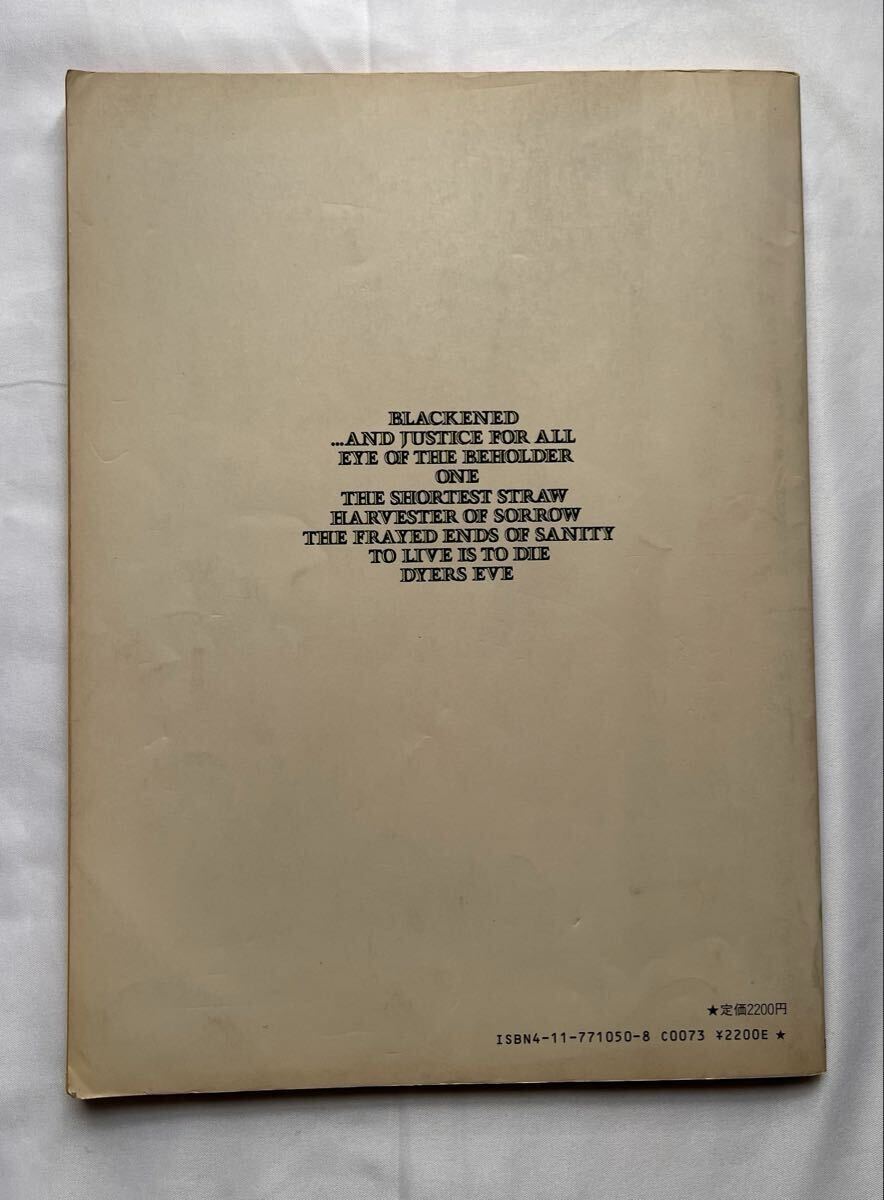 BLACKENED
...AND JUSTICE FOR ALL
EYE OF THE BEHOLDER
ONE
THE SHORTEST STRAW
HARVESTER OF SORROW
THE FRAYED ENDS OF SANITY
TO LIVE IS TO DIE
DYERS EVE
★定価2200円
ISBN4-11-771050-8 C0073 ¥2200E ★